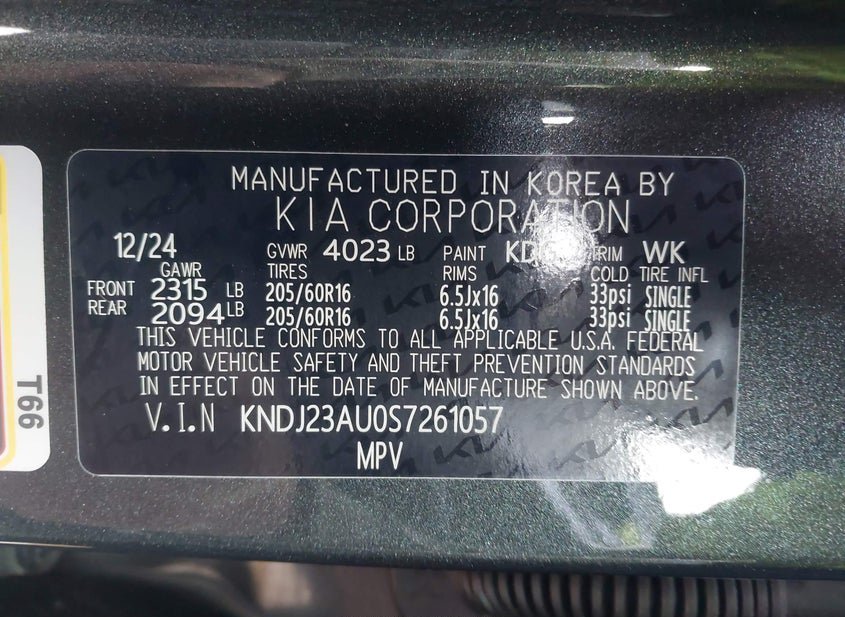 MANUFACTURED IN KOREA BY
KIA CORPORATION
12/24 GVWR 4023 LB PAINT TRIM WK
GAWR TIRES RIMS COLD TIRE INFL
FRONT 2315 LB 205/60R16 6.5Jx16 33psi SINGLE
REAR 2094 LB 205/60R16 6.5Jx16 33psi SINGLE
THIS VEHICLE CONFORMS TO ALL APPLICABLE U.S.A. FEDERAL
MOTOR VEHICLE SAFETY AND THEFT PREVENTION STANDARDS
IN EFFECT ON THE DATE OF MANUFACTURE SHOWN ABOVE.
V.I.N KNDJ23AU0S7261057
MPV
T66